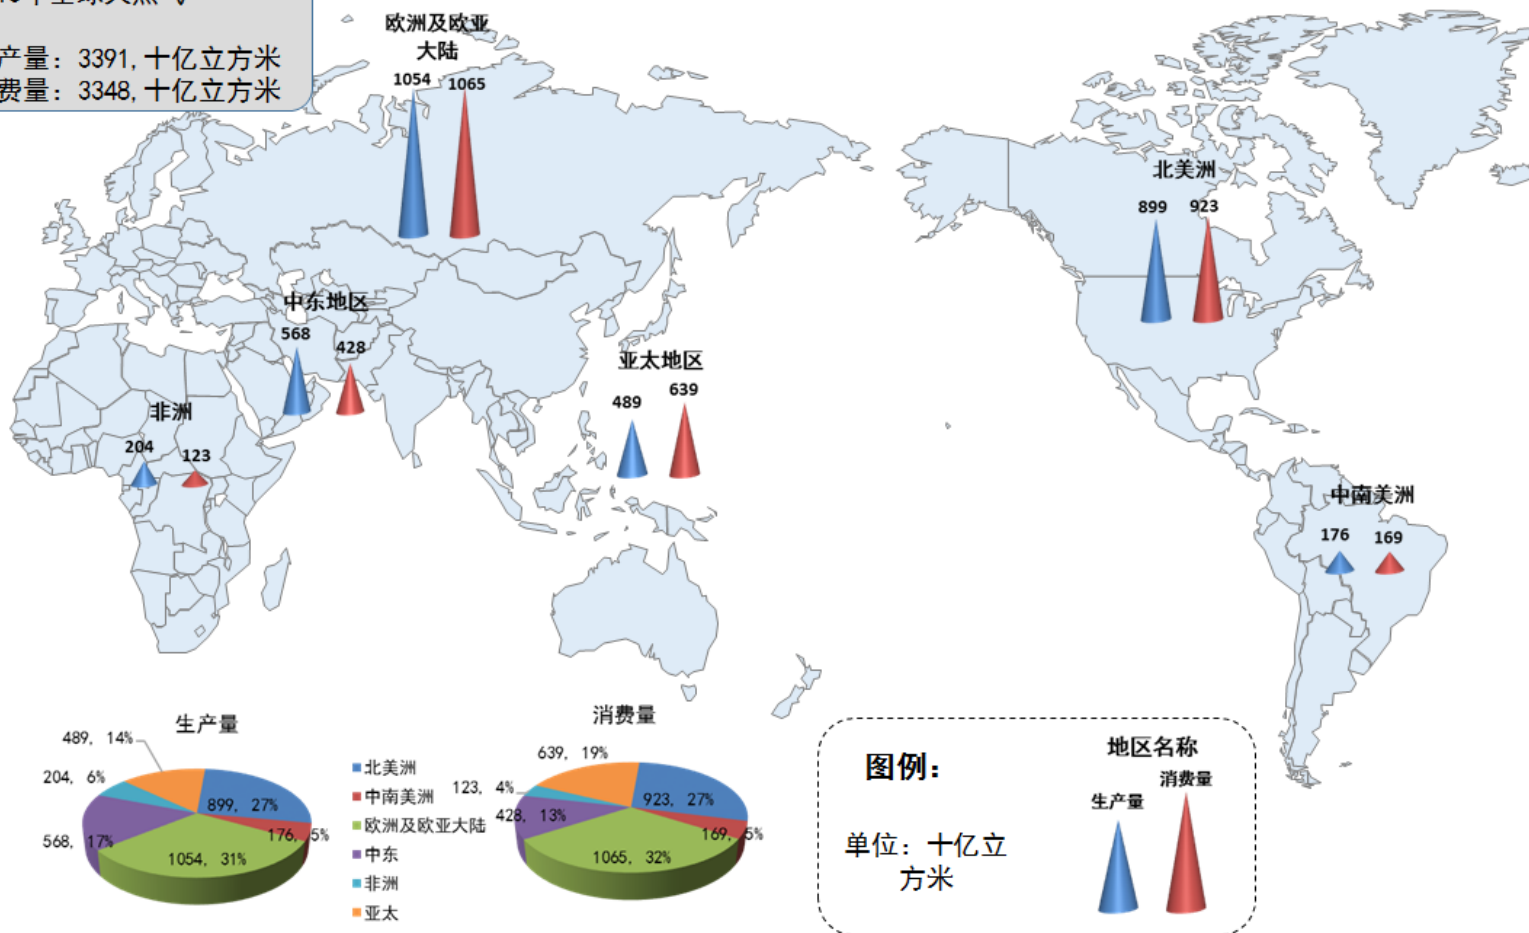 产量：3391,十亿立方米
费量：3348,十亿立方米
欧洲及欧亚
大陆
1054
1065
北美洲
899
923
中东地区
568
428
亚太地区
489
639
非洲
204
123
中南美洲
176
169
生产量
489, 14%
204, 6%
568, 17%
899, 27%
176, 5%
1054, 31%
北美洲
中南美洲
欧洲及欧亚大陆
中东
非洲
亚太
消费量
639, 19%
123, 4%
428, 13%
923, 27%
169, 5%
1065, 32%
图例：
单位：十亿立
方米
地区名称
消费量
生产量